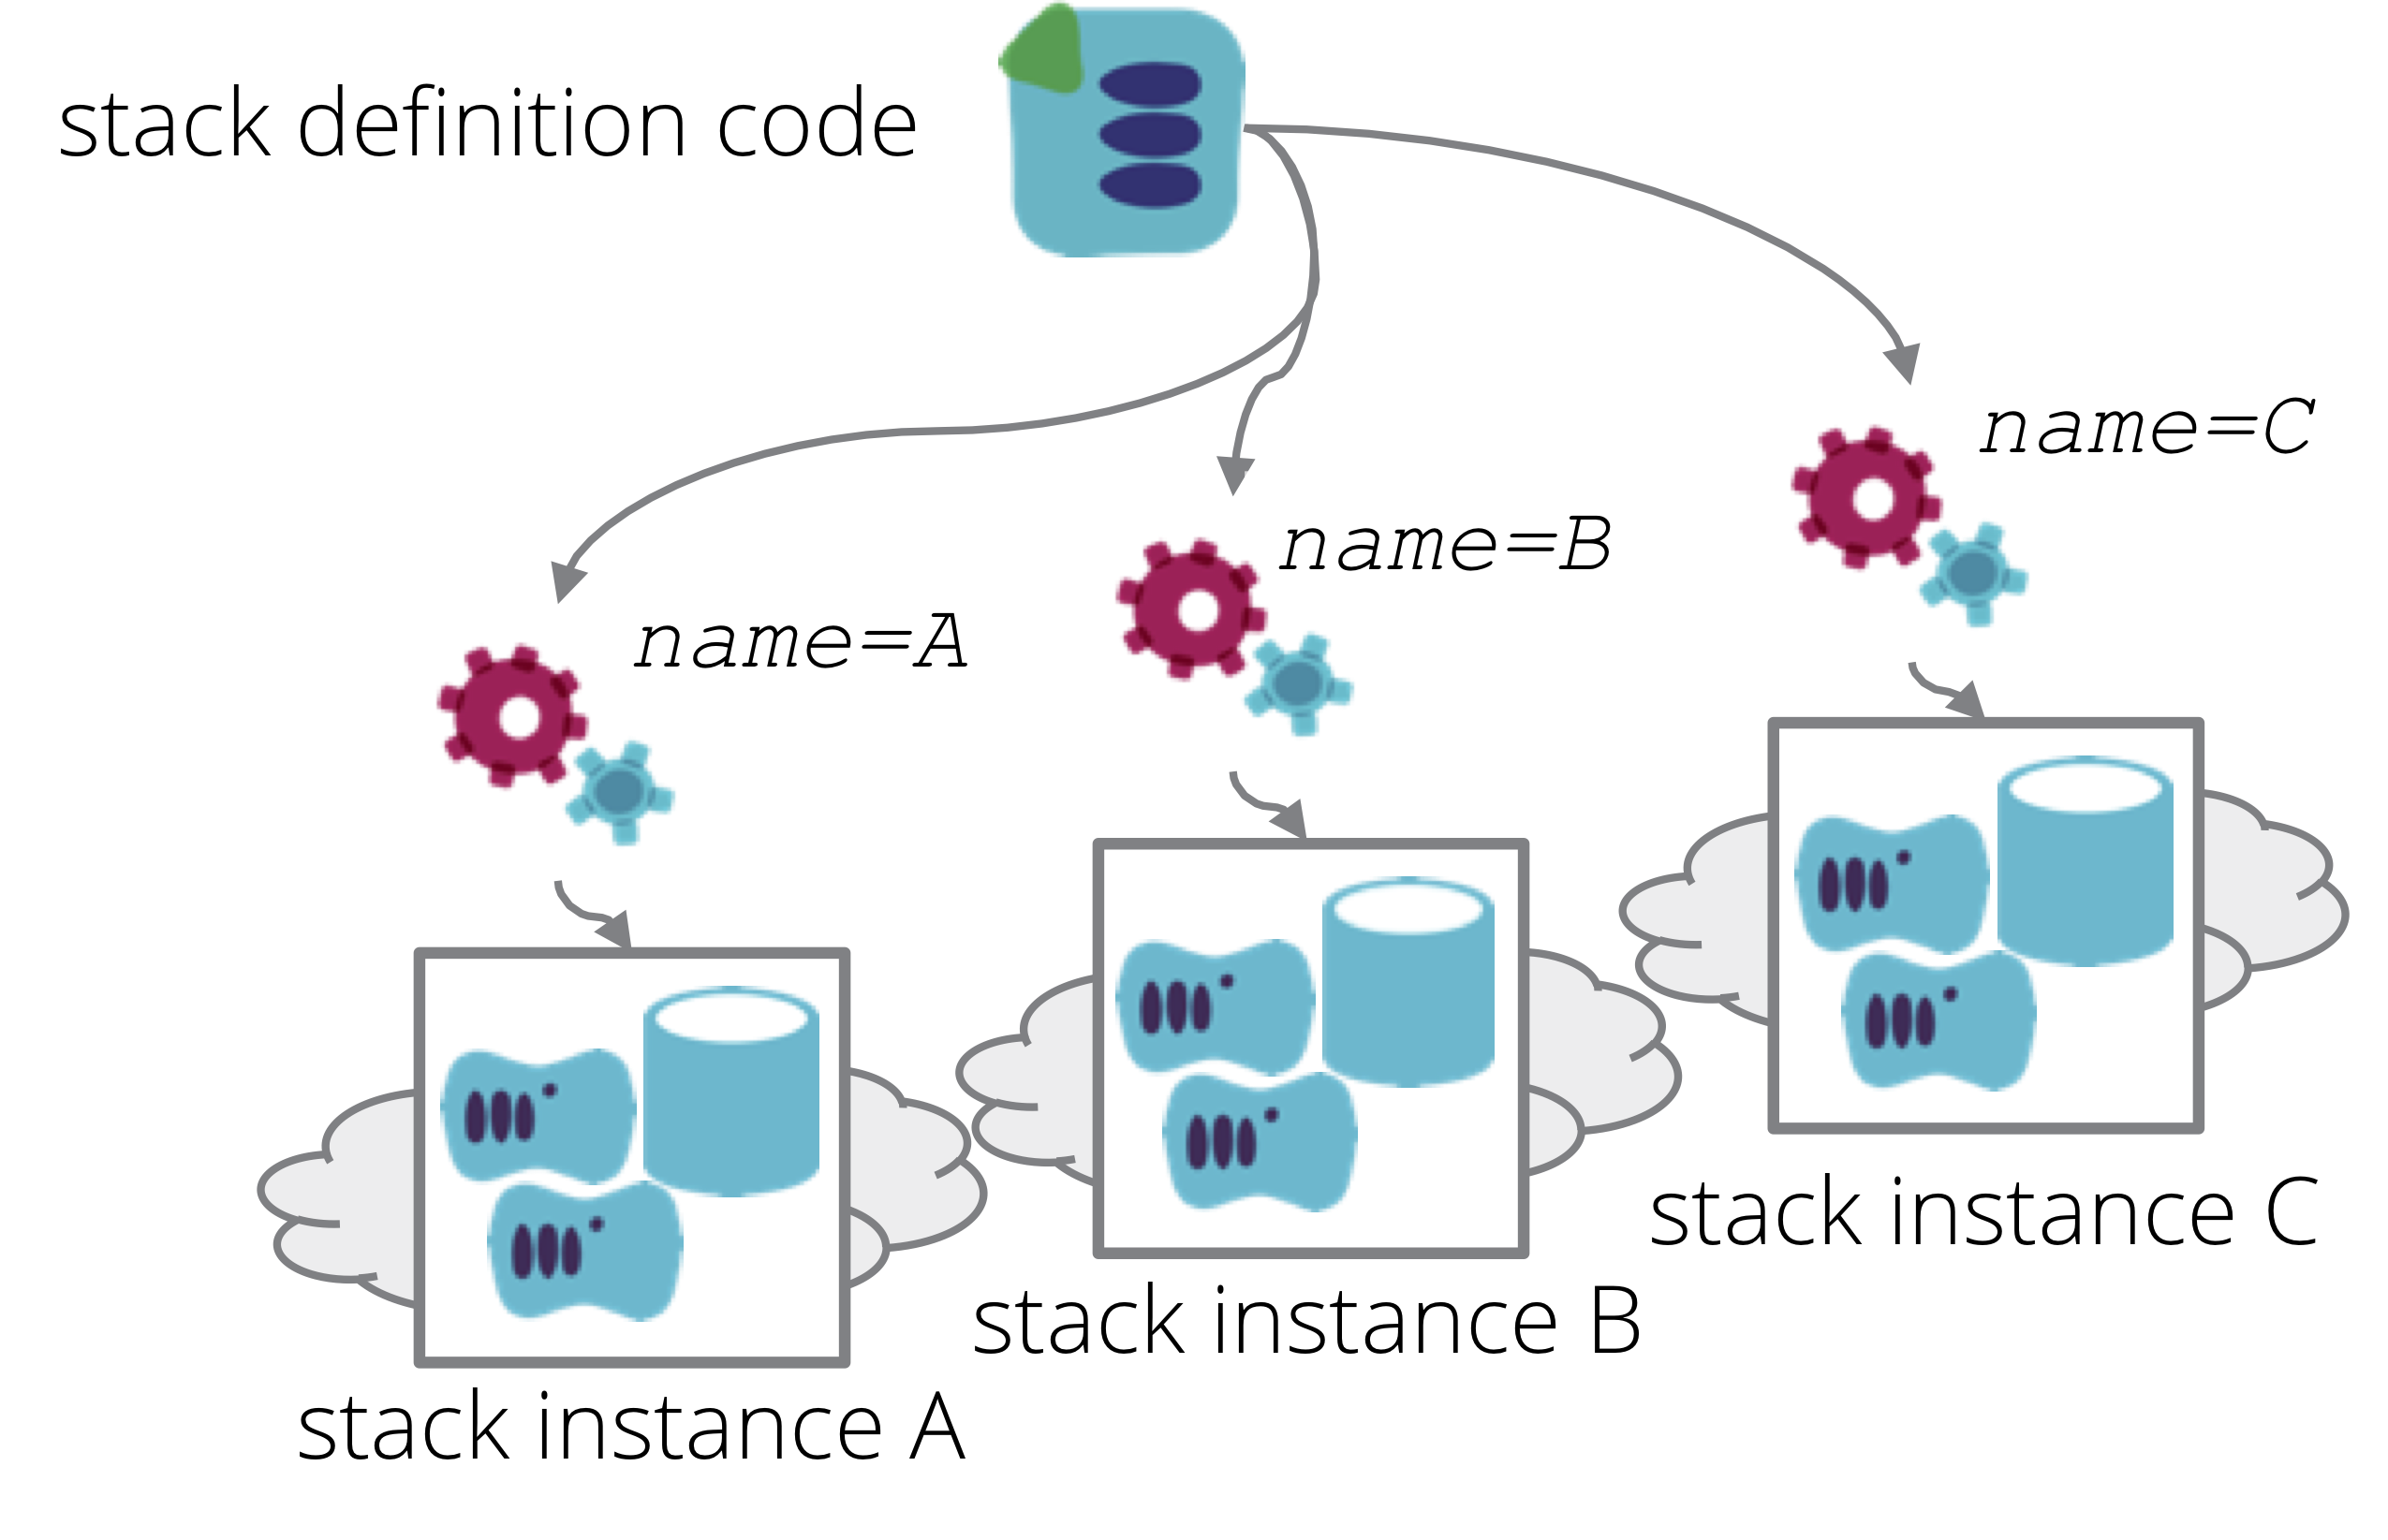 stack definition code
name=C
name=B
name=A
stack instance C
stack instance B
stack instance A